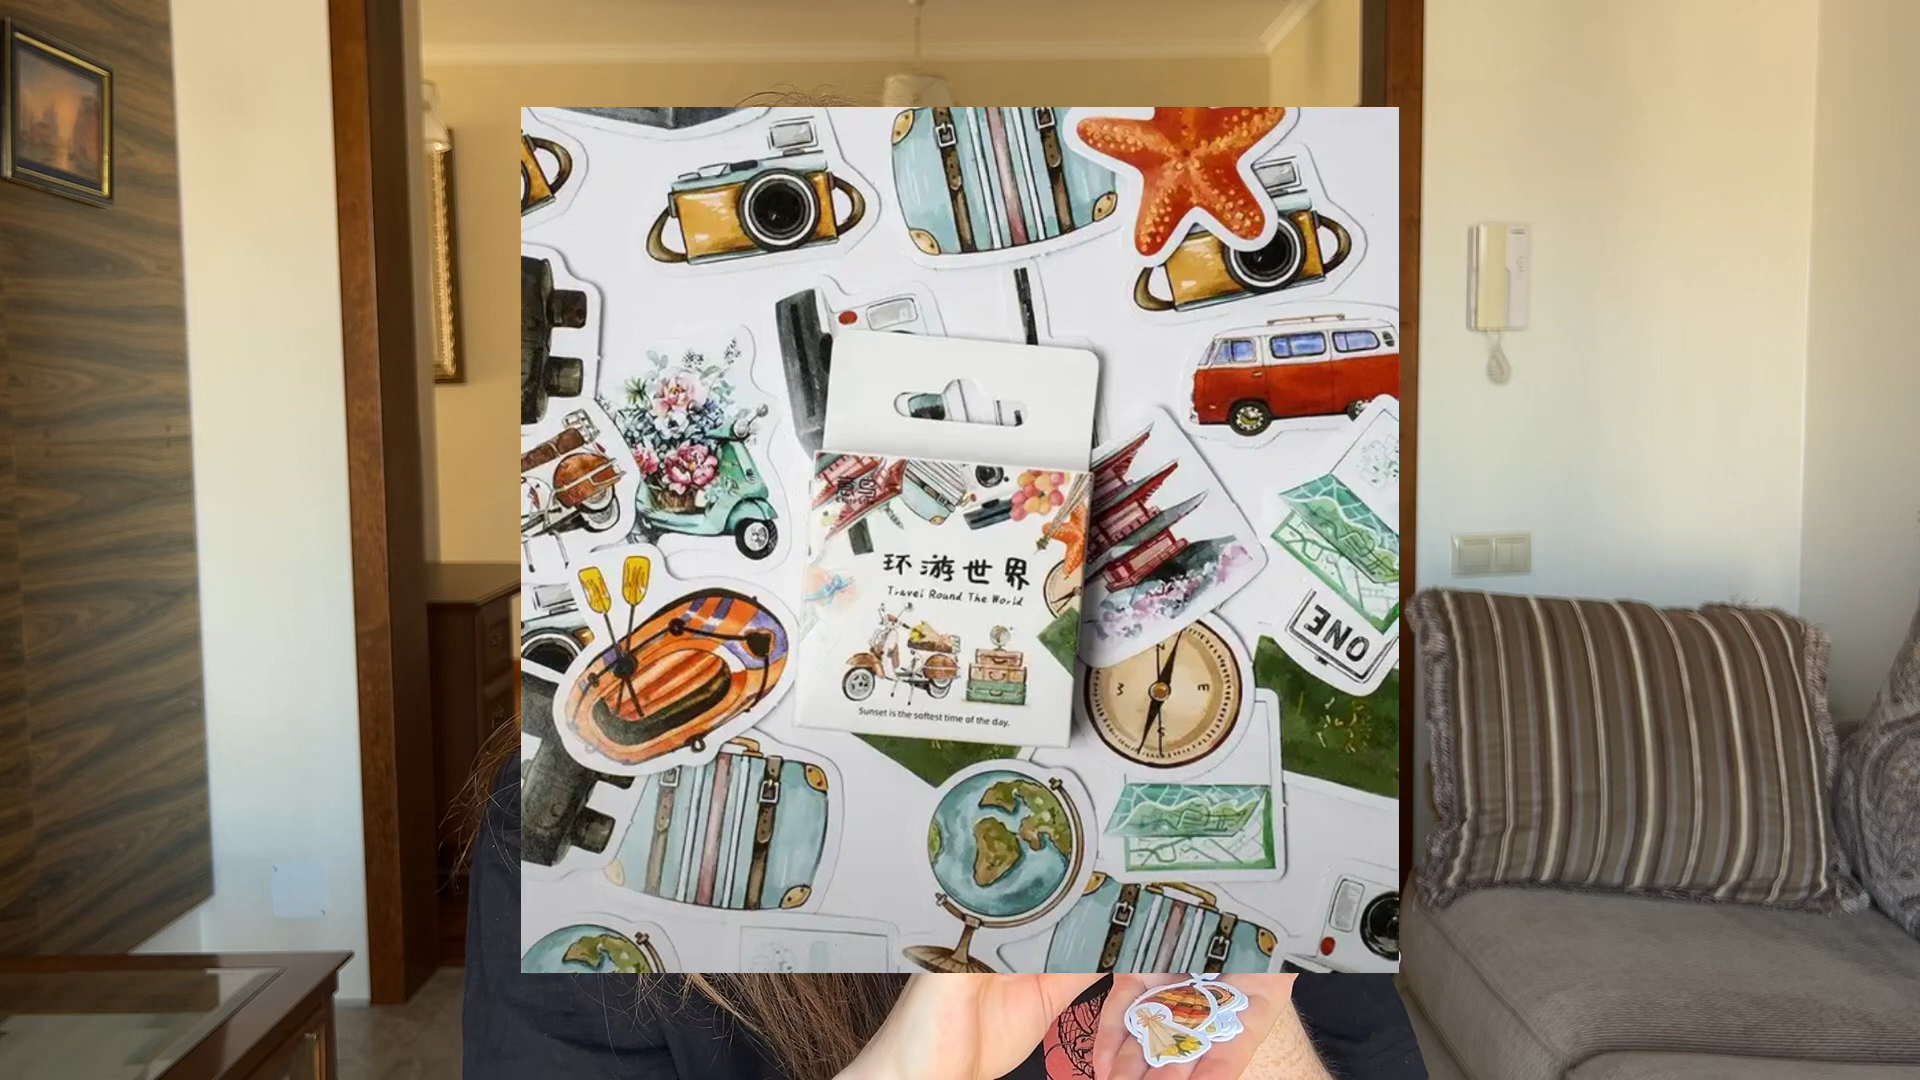 环游世界
Travel Round The World
Sunset is the softest time of the day.
ONE
W
E
S